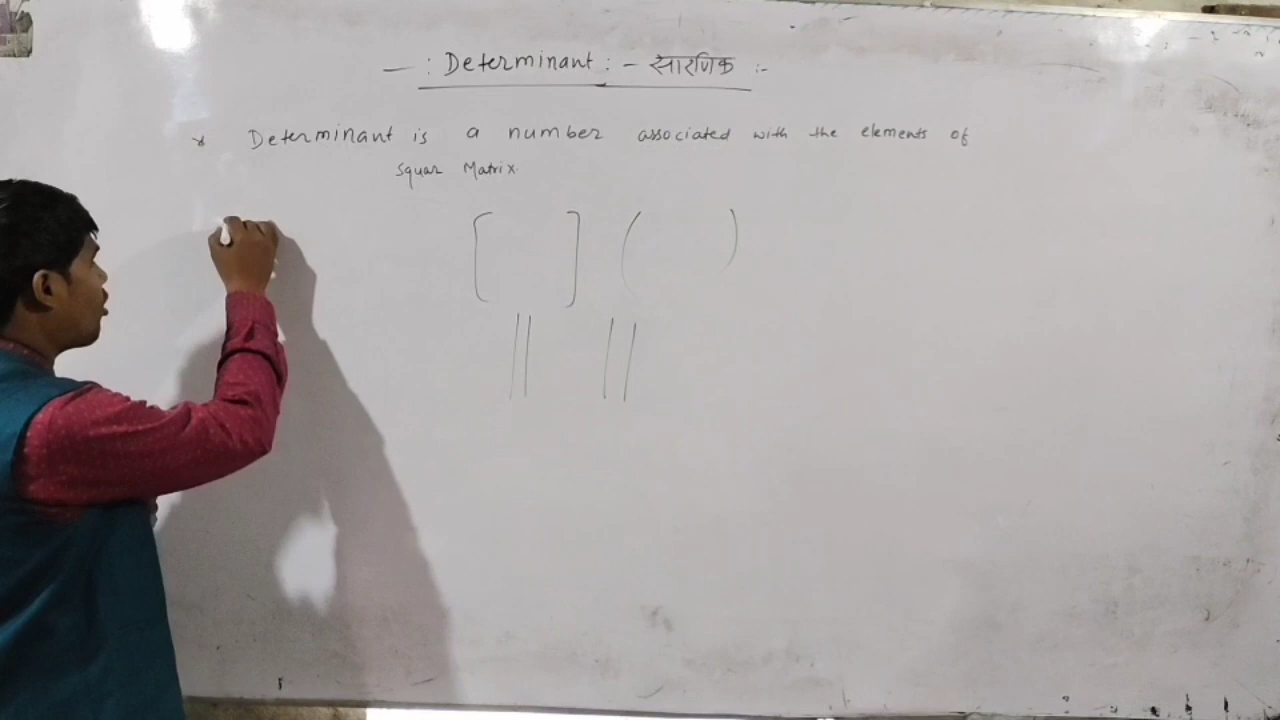 — : Determinant : - सारणिक :-
* Determinant is a number associated with the elements of
Squar Matrix.
[ ] ( )
|| ||